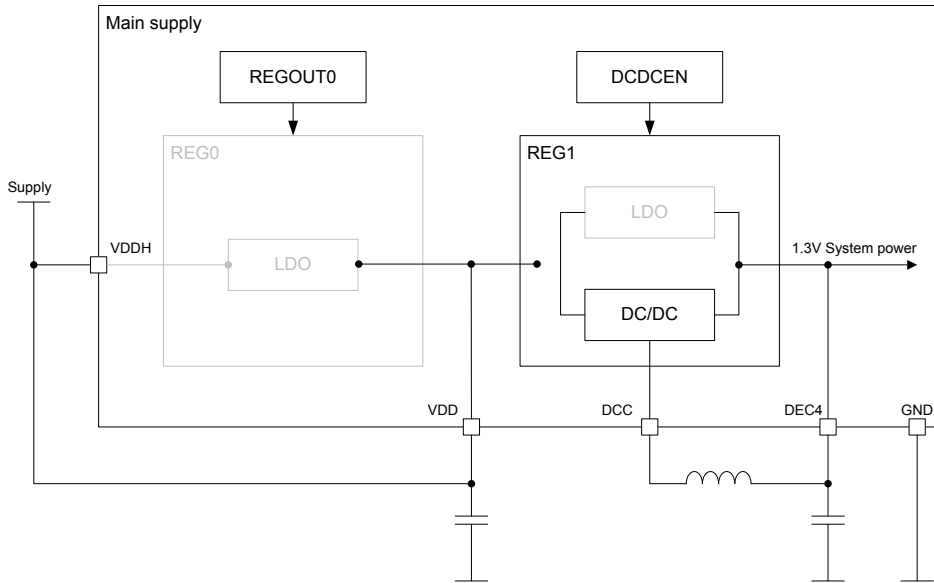 Main supply
REGOUT0
DCDCEN
REG0
REG1
Supply
LDO
VDDH
LDO
1.3V System power
DC/DC
VDD
DCC
DEC4
GND